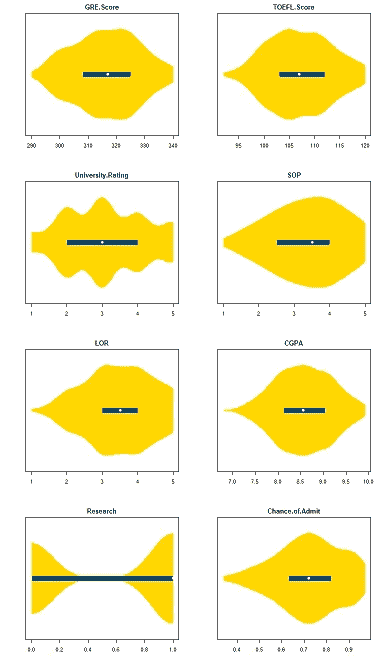 GRE.Score
290 300 310 320 330 340
TOEFL.Score
95 100 105 110 115 120
University.Rating
1 2 3 4 5
SOP
1 2 3 4 5
LOR
1 2 3 4 5
CGPA
7.0 7.5 8.0 8.5 9.0 9.5 10.0
Research
0.0 0.2 0.4 0.6 0.8 1.0
Chance.of.Admit
0.4 0.5 0.6 0.7 0.8 0.9